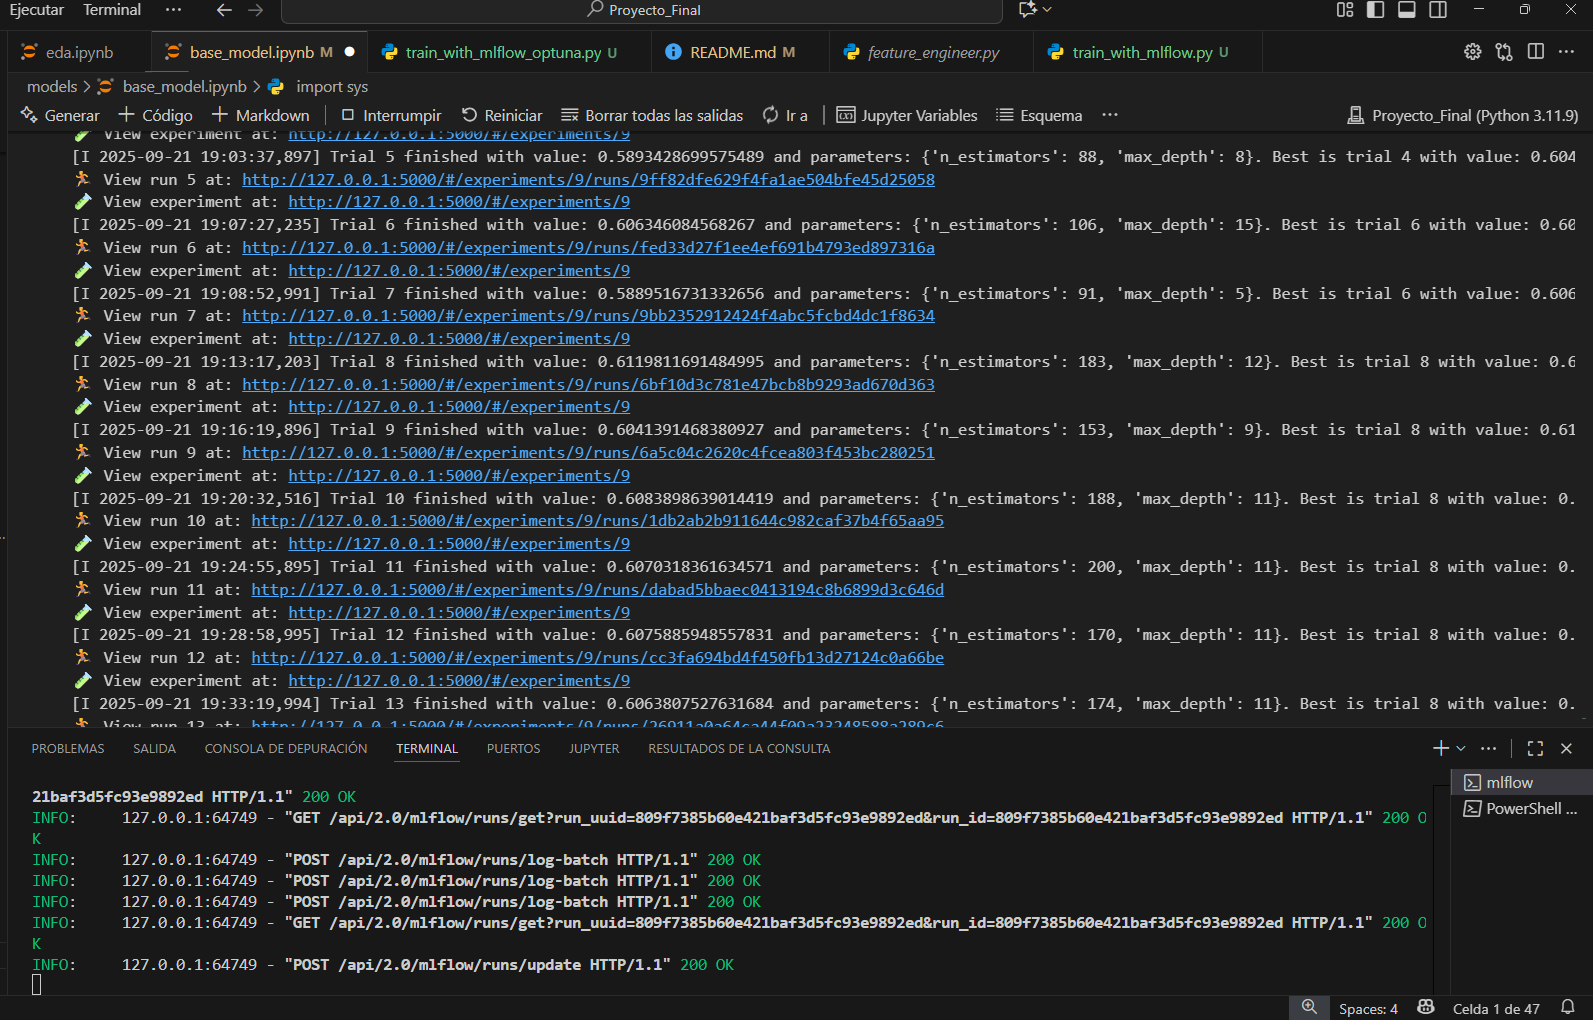 Ejecutar Terminal ··· Proyecto_Final
eda.ipynb base_model.ipynb M train_with_mlflow_optuna.py U README.md M feature_engineer.py train_with_mlflow.py U
models > base_model.ipynb > import sys
Generar + Código + Markdown Interrumpir Reiniciar Borrar todas las salidas Ir a Jupyter Variables Esquema ··· Proyecto_Final (Python 3.11.9)
View experiment at: http://127.0.0.1:5000/#/experiments/9
[I 2025-09-21 19:03:37,897] Trial 5 finished with value: 0.5893428699575489 and parameters: {'n_estimators': 88, 'max_depth': 8}. Best is trial 4 with value: 0.604
View run 5 at: http://127.0.0.1:5000/#/experiments/9/runs/9ff82dfe629f4fa1ae504bfe45d25058
View experiment at: http://127.0.0.1:5000/#/experiments/9
[I 2025-09-21 19:07:27,235] Trial 6 finished with value: 0.606346084568267 and parameters: {'n_estimators': 106, 'max_depth': 15}. Best is trial 6 with value: 0.60
View run 6 at: http://127.0.0.1:5000/#/experiments/9/runs/fed33d27f1ee4ef691b4793ed897316a
View experiment at: http://127.0.0.1:5000/#/experiments/9
[I 2025-09-21 19:08:52,991] Trial 7 finished with value: 0.5889516731332656 and parameters: {'n_estimators': 91, 'max_depth': 5}. Best is trial 6 with value: 0.606
View run 7 at: http://127.0.0.1:5000/#/experiments/9/runs/9bb2352912424f4abc5fcbd4dc1f8634
View experiment at: http://127.0.0.1:5000/#/experiments/9
[I 2025-09-21 19:13:17,203] Trial 8 finished with value: 0.6119811691484995 and parameters: {'n_estimators': 183, 'max_depth': 12}. Best is trial 8 with value: 0.6
View run 8 at: http://127.0.0.1:5000/#/experiments/9/runs/6bf10d3c781e47bcb8b9293ad670d363
View experiment at: http://127.0.0.1:5000/#/experiments/9
[I 2025-09-21 19:16:19,896] Trial 9 finished with value: 0.6041391468380927 and parameters: {'n_estimators': 153, 'max_depth': 9}. Best is trial 8 with value: 0.61
View run 9 at: http://127.0.0.1:5000/#/experiments/9/runs/6a5c04c2620c4fcea803f453bc280251
View experiment at: http://127.0.0.1:5000/#/experiments/9
[I 2025-09-21 19:20:32,516] Trial 10 finished with value: 0.6083898639014419 and parameters: {'n_estimators': 188, 'max_depth': 11}. Best is trial 8 with value: 0.
View run 10 at: http://127.0.0.1:5000/#/experiments/9/runs/1db2ab2b911644c982caf37b4f65aa95
View experiment at: http://127.0.0.1:5000/#/experiments/9
[I 2025-09-21 19:24:55,895] Trial 11 finished with value: 0.6070318361634571 and parameters: {'n_estimators': 200, 'max_depth': 11}. Best is trial 8 with value: 0.
View run 11 at: http://127.0.0.1:5000/#/experiments/9/runs/dabad5bbaec0413194c8b6899d3c646d
View experiment at: http://127.0.0.1:5000/#/experiments/9
[I 2025-09-21 19:28:58,995] Trial 12 finished with value: 0.6075885948557831 and parameters: {'n_estimators': 170, 'max_depth': 11}. Best is trial 8 with value: 0.
View run 12 at: http://127.0.0.1:5000/#/experiments/9/runs/cc3fa694bd4f450fb13d27124c0a66be
View experiment at: http://127.0.0.1:5000/#/experiments/9
[I 2025-09-21 19:33:19,994] Trial 13 finished with value: 0.6063807527631684 and parameters: {'n_estimators': 174, 'max_depth': 11}. Best is trial 8 with value: 0.
View run 13 at:
PROBLEMAS SALIDA CONSOLA DE DEPURACIÓN TERMINAL PUERTOS JUPYTER RESULTADOS DE LA CONSULTA
21baf3d5fc93e9892ed HTTP/1.1" 200 OK
INFO: 127.0.0.1:64749 - "GET /api/2.0/mlflow/runs/get?run_uuid=809f7385b60e421baf3d5fc93e9892ed&run_id=809f7385b60e421baf3d5fc93e9892ed HTTP/1.1" 200 O
K
INFO: 127.0.0.1:64749 - "POST /api/2.0/mlflow/runs/log-batch HTTP/1.1" 200 OK
INFO: 127.0.0.1:64749 - "POST /api/2.0/mlflow/runs/log-batch HTTP/1.1" 200 OK
INFO: 127.0.0.1:64749 - "POST /api/2.0/mlflow/runs/log-batch HTTP/1.1" 200 OK
INFO: 127.0.0.1:64749 - "GET /api/2.0/mlflow/runs/get?run_uuid=809f7385b60e421baf3d5fc93e9892ed&run_id=809f7385b60e421baf3d5fc93e9892ed HTTP/1.1" 200 O
K
INFO: 127.0.0.1:64749 - "POST /api/2.0/mlflow/runs/update HTTP/1.1" 200 OK
mlflow
PowerShell ...
Spaces: 4 Celda 1 de 47